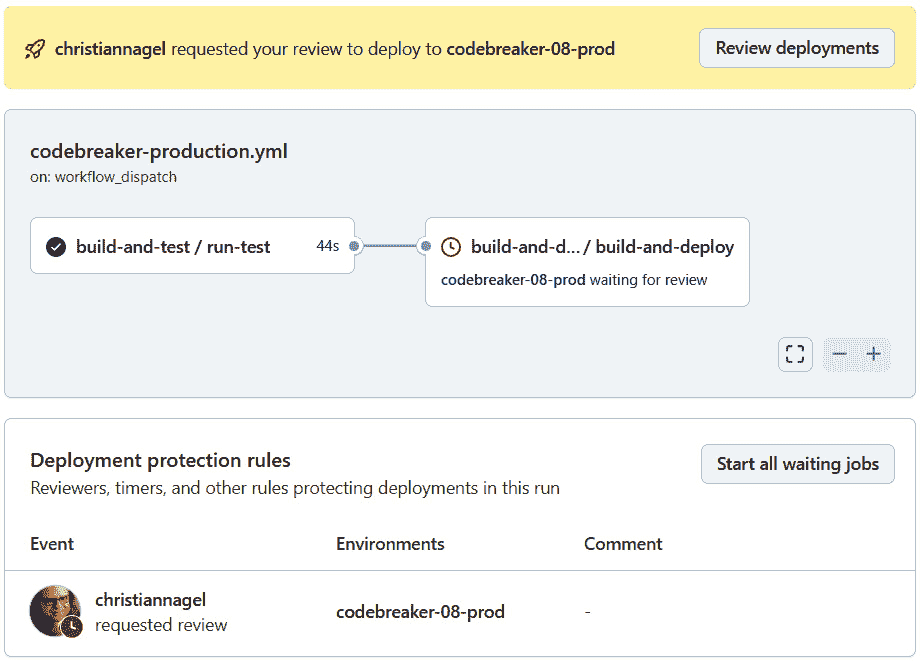 christiannagel requested your review to deploy to codebreaker-08-prod
Review deployments
codebreaker-production.yml
on: workflow_dispatch
build-and-test / run-test 44s
build-and-d... / build-and-deploy
codebreaker-08-prod waiting for review
Deployment protection rules
Start all waiting jobs
Reviewers, timers, and other rules protecting deployments in this run
Event Environments Comment
christiannagel
requested review
codebreaker-08-prod
-